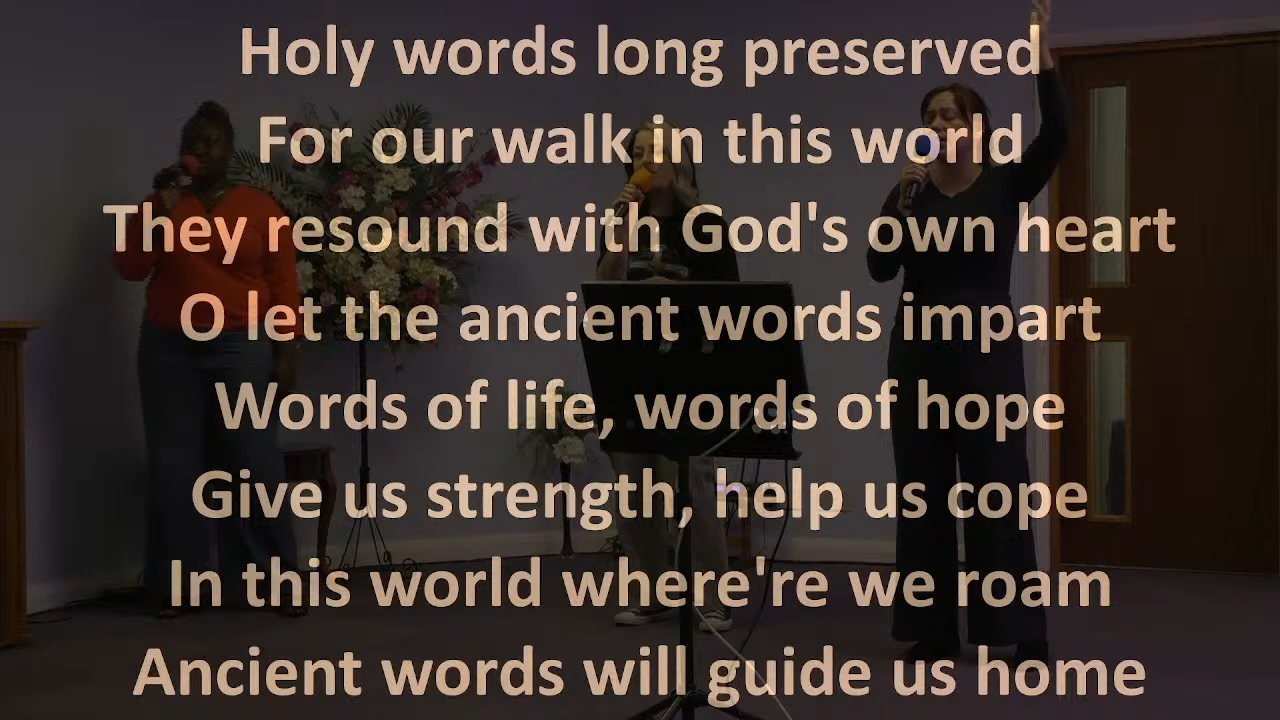 Holy words long preserved
For our walk in this world
They resound with God's own heart
O let the ancient words impart
Words of life, words of hope
Give us strength, help us cope
In this world where're we roam
Ancient words will guide us home